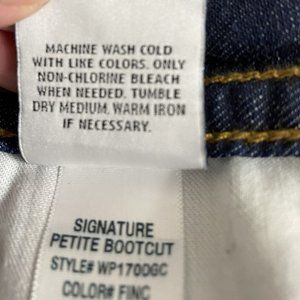 MACHINE WASH COLD
WITH LIKE COLORS. ONLY
NON-CHLORINE BLEACH
WHEN NEEDED. TUMBLE
DRY MEDIUM, WARM IRON
IF NECESSARY.
SIGNATURE
PETITE BOOTCUT
STYLE# WP170DGC
COLOR# FINC